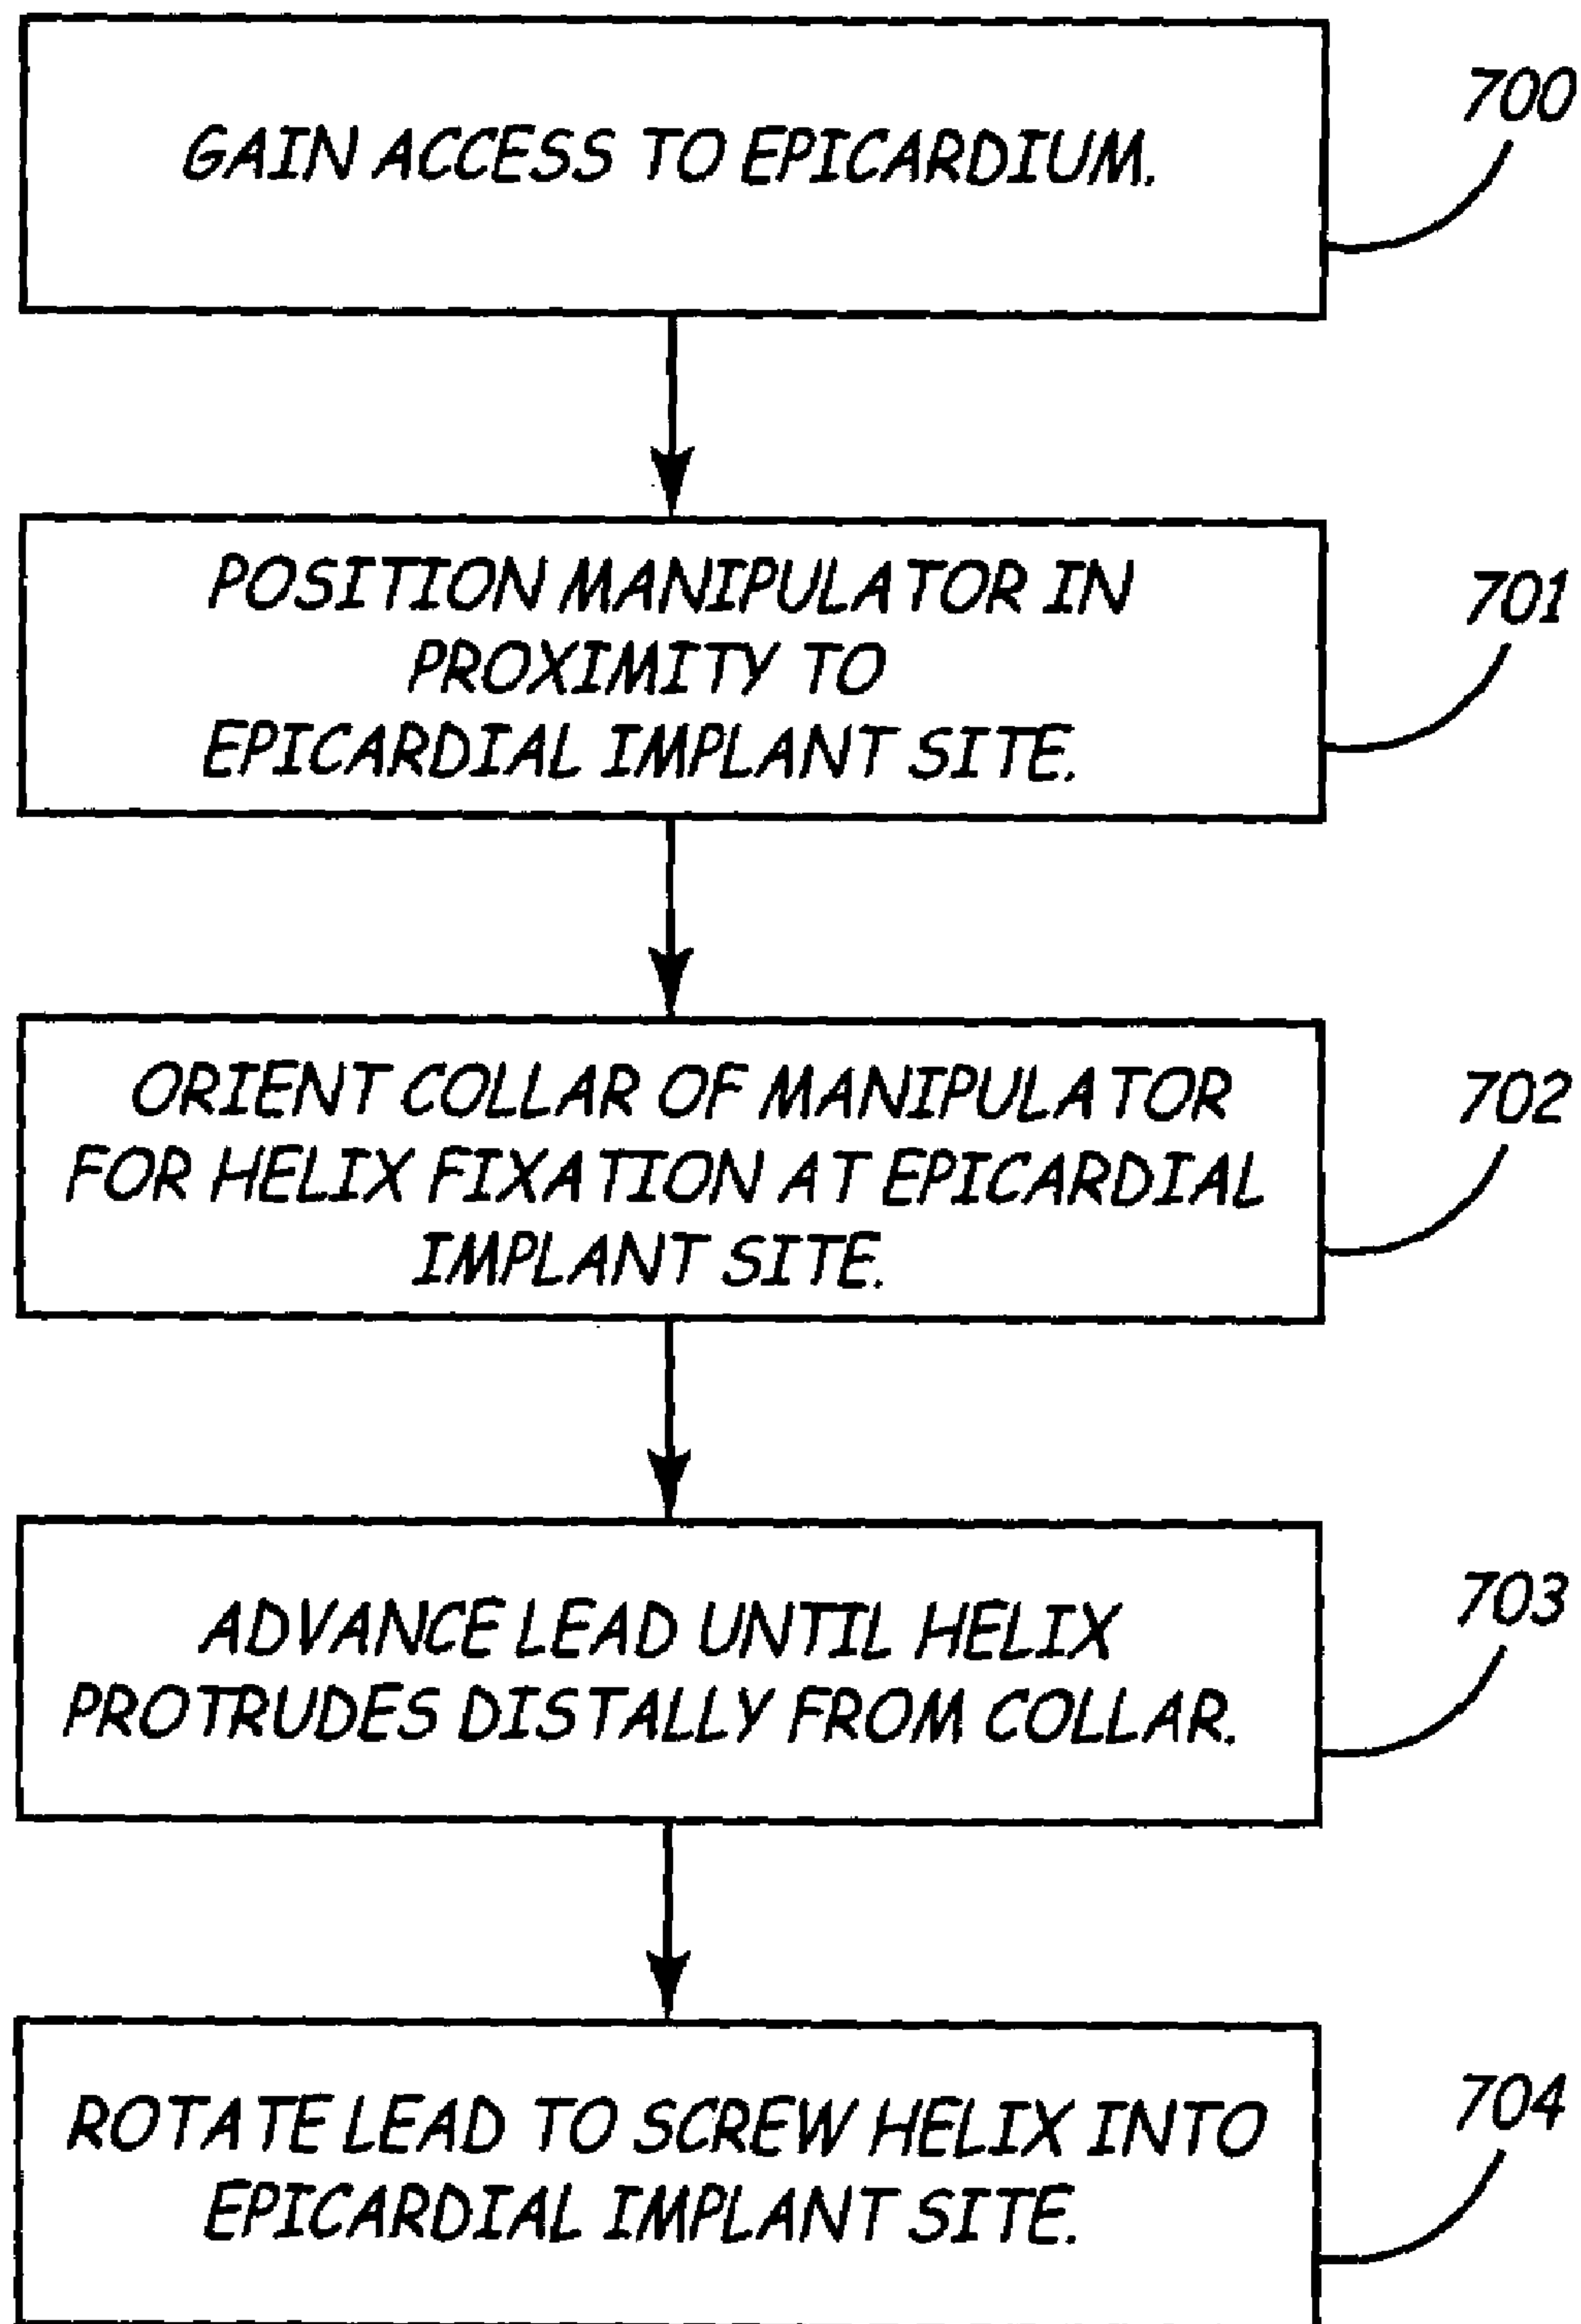 GAIN ACCESS TO EPICARDIUM.
700
POSITION MANIPULATOR IN
PROXIMITY TO
EPICARDIAL IMPLANT SITE.
701
ORIENT COLLAR OF MANIPULATOR
FOR HELIX FIXATION AT EPICARDIAL
IMPLANT SITE.
702
ADVANCE LEAD UNTIL HELIX
PROTRUDES DISTALLY FROM COLLAR.
703
ROTATE LEAD TO SCREW HELIX INTO
EPICARDIAL IMPLANT SITE.
704